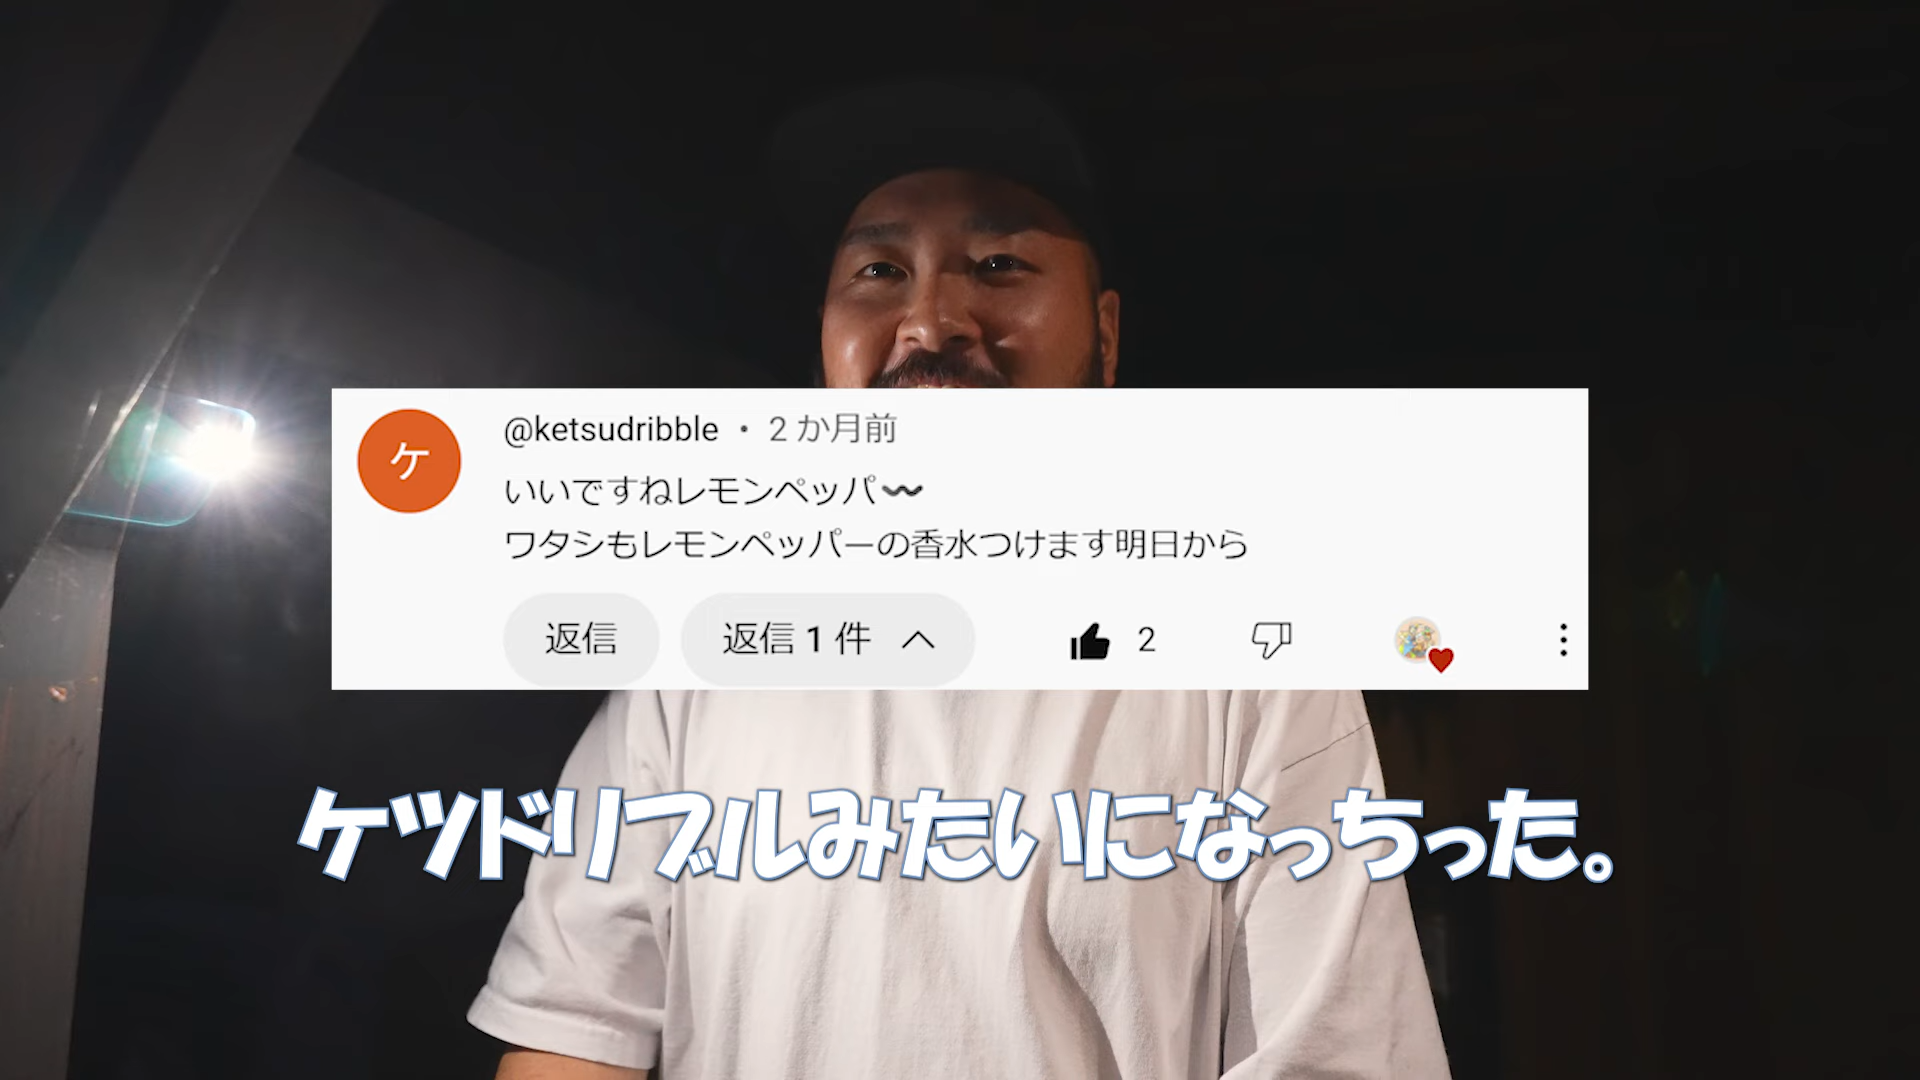 ケ
@ketsudribble ・ 2 か月前
いいですねレモンペッパ〰
ワタシもレモンペッパーの香水つけます明日から
返信
返信 1 件
2
ケツドリブルみたいになっちった。